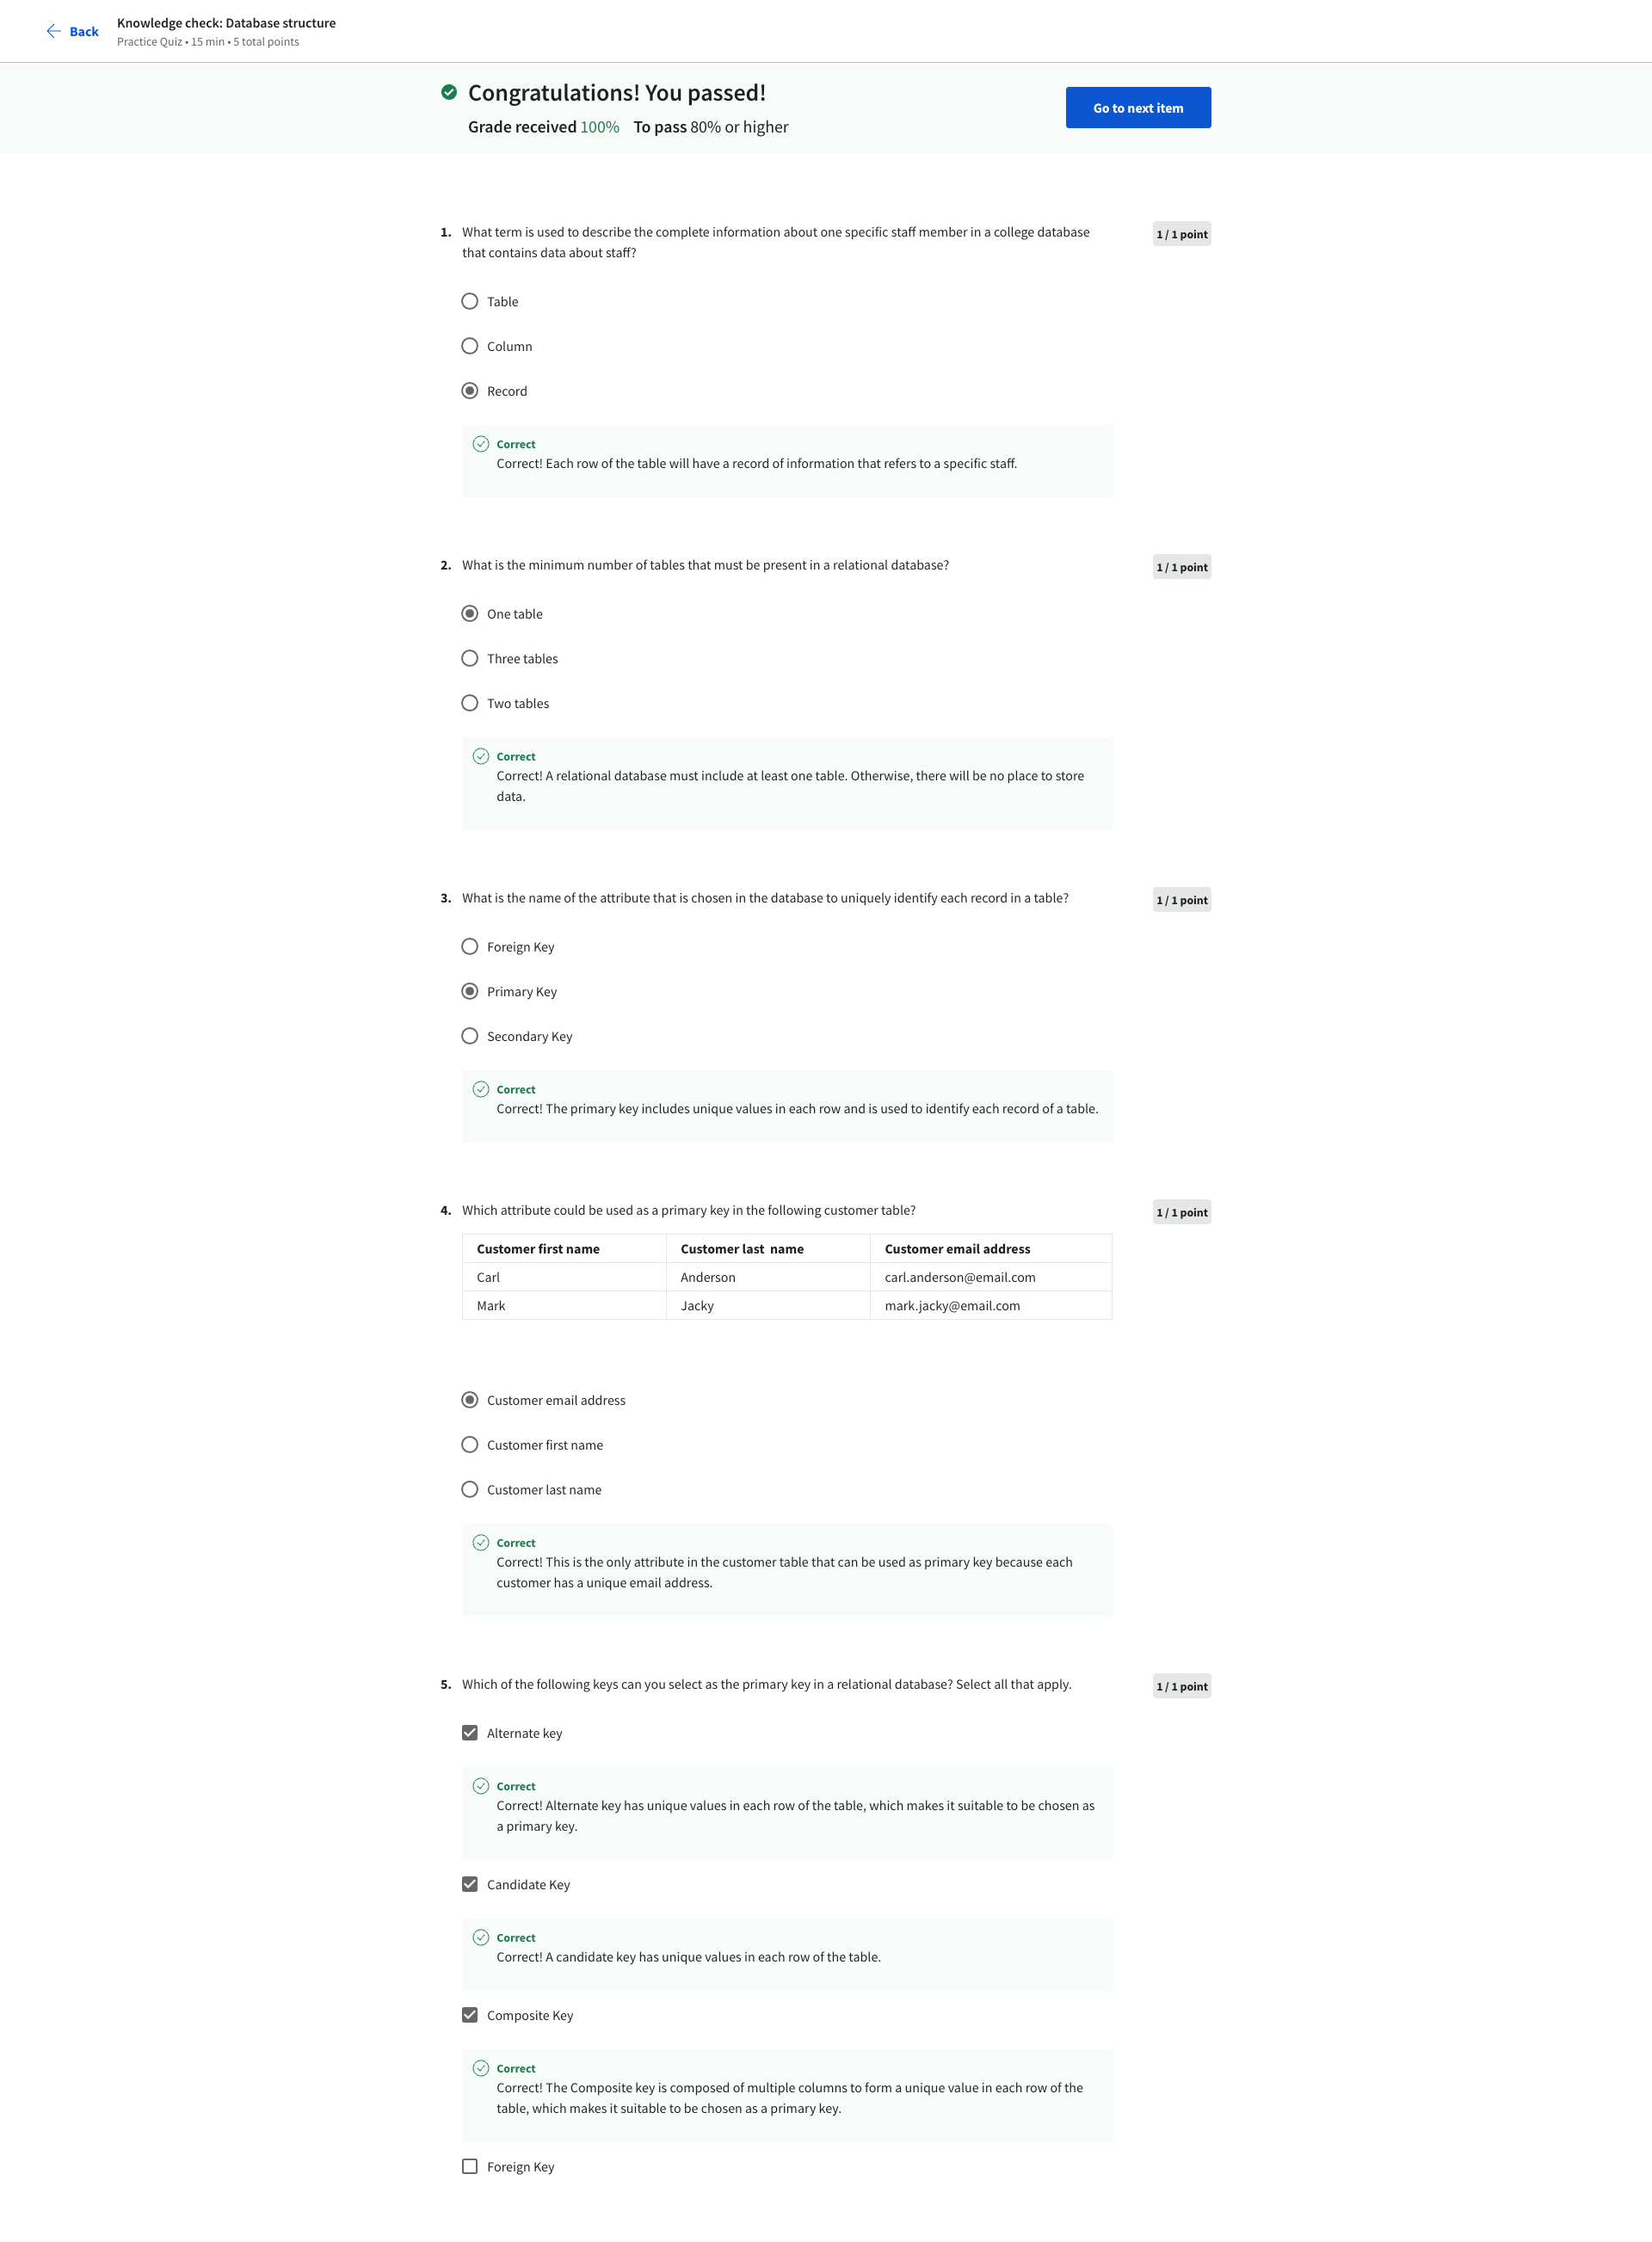 Back
Knowledge check: Database structure
Practice Quiz • 15 min • 5 total points
Congratulations! You passed!
Grade received 100% To pass 80% or higher
Go to next item
1. What term is used to describe the complete information about one specific staff member in a college database
that contains data about staff?
1 / 1 point
Table
Column
Record
Correct
Correct! Each row of the table will have a record of information that refers to a specific staff.
2. What is the minimum number of tables that must be present in a relational database?
1 / 1 point
One table
Three tables
Two tables
Correct
Correct! A relational database must include at least one table. Otherwise, there will be no place to store
data.
3. What is the name of the attribute that is chosen in the database to uniquely identify each record in a table?
1 / 1 point
Foreign Key
Primary Key
Secondary Key
Correct
Correct! The primary key includes unique values in each row and is used to identify each record of a table.
4. Which attribute could be used as a primary key in the following customer table?
1 / 1 point
Customer first name Customer last name Customer email address
Carl Anderson carl.anderson@email.com
Mark Jacky mark.jacky@email.com
Customer email address
Customer first name
Customer last name
Correct
Correct! This is the only attribute in the customer table that can be used as primary key because each
customer has a unique email address.
5. Which of the following keys can you select as the primary key in a relational database? Select all that apply.
1 / 1 point
Alternate key
Correct
Correct! Alternate key has unique values in each row of the table, which makes it suitable to be chosen as
a primary key.
Candidate Key
Correct
Correct! A candidate key has unique values in each row of the table.
Composite Key
Correct
Correct! The Composite key is composed of multiple columns to form a unique value in each row of the
table, which makes it suitable to be chosen as a primary key.
Foreign Key